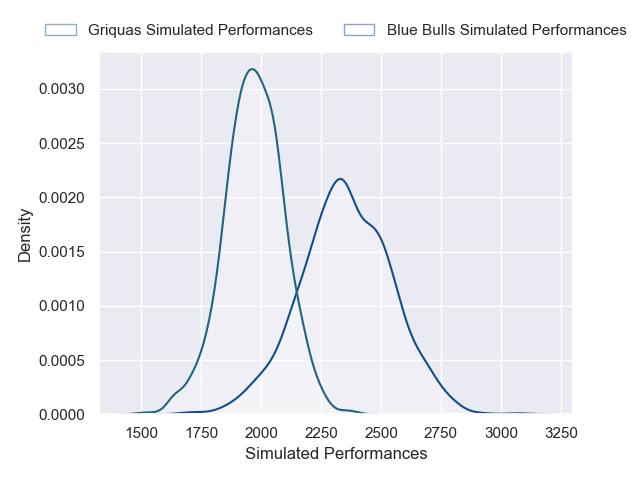 Griquas Simulated Performances Blue Bulls Simulated Performances
0.0030
0.0025
0.0020
0.0015
0.0010
0.0005
0.0000
Density
1500 1750 2000 2250 2500 2750 3000 3250
Simulated Performances